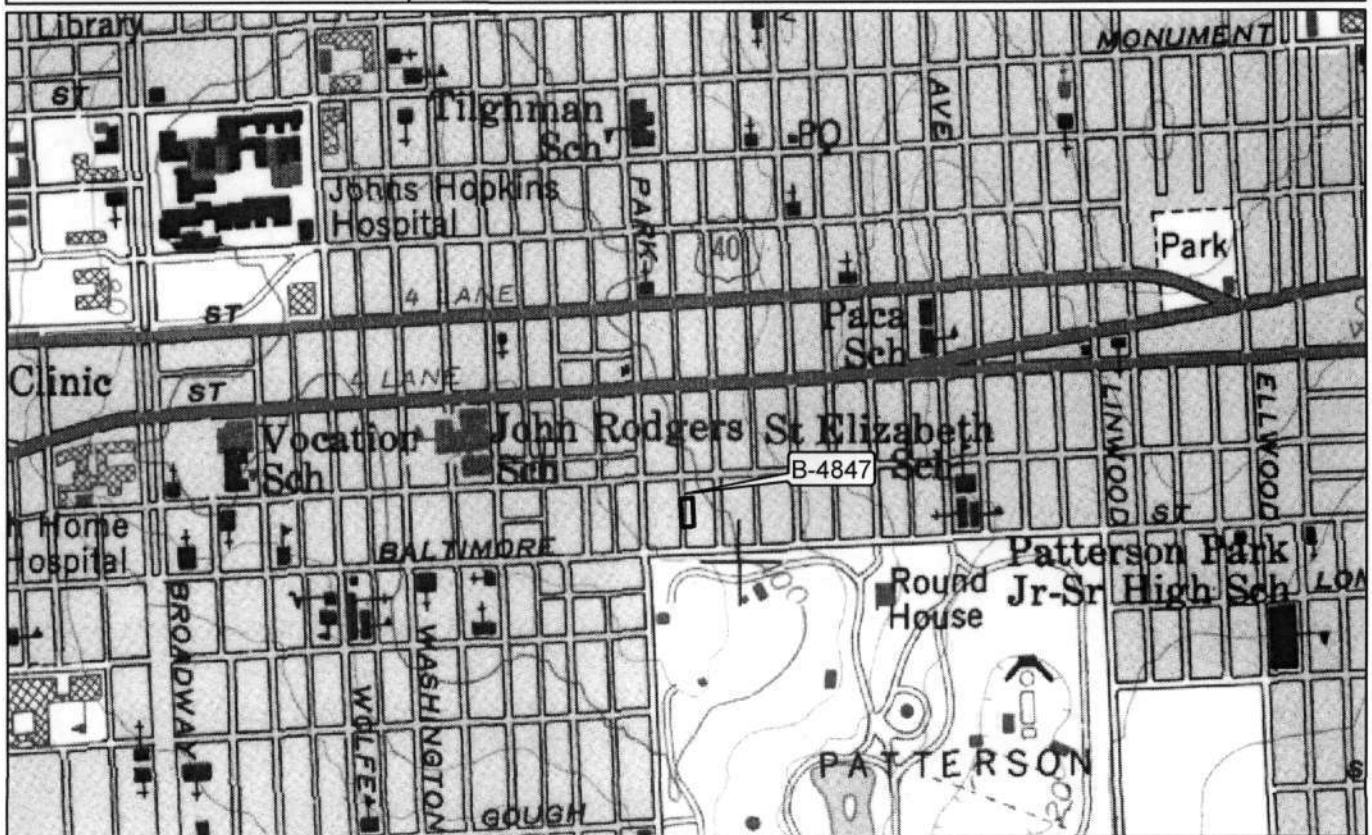 Library
MONUMENT
ST
Tilghman
Sch
AVE
PO
Johns Hopkins
Hospital
PARK
40
Park
4 LANE
ST
Paca
Sch
Clinic
4 LANE
ST
LINWOOD
ELLWOOD
Vocation
Sch
John Rodgers
Sch
St Elizabeth
Sch
B-4847
ST
Home
ospital
BALTIMORE
Patterson Park
Jr-Sr High Sch
LOM
Round
House
BROADWAY
WOLFE
WASHINGTON
PATTERSON
GOUGH